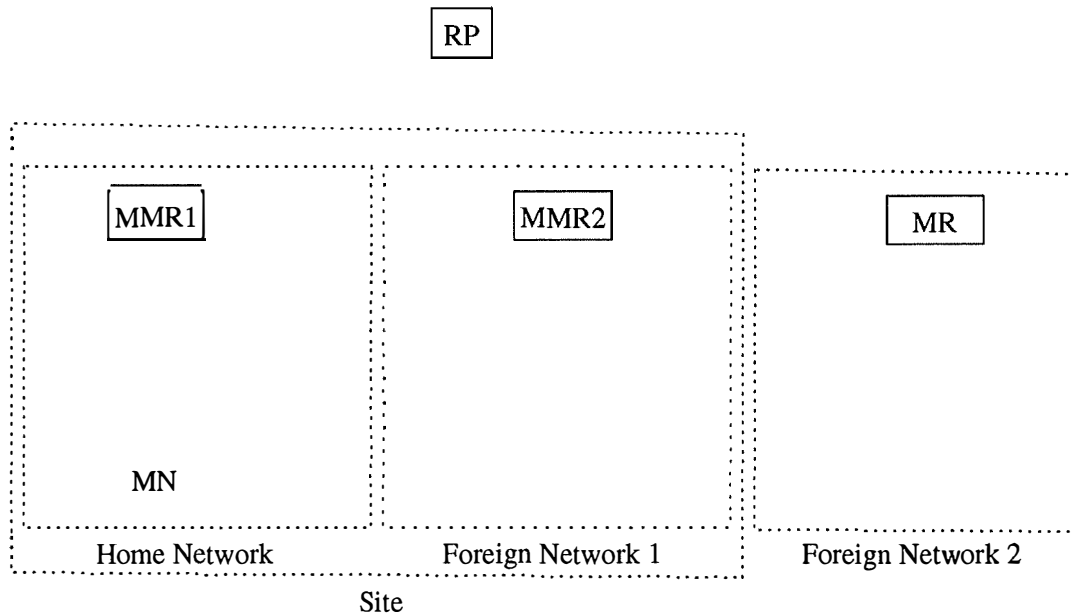 RP
MMR1
MMR2
MR
MN
Home Network
Foreign Network 1
Foreign Network 2
Site